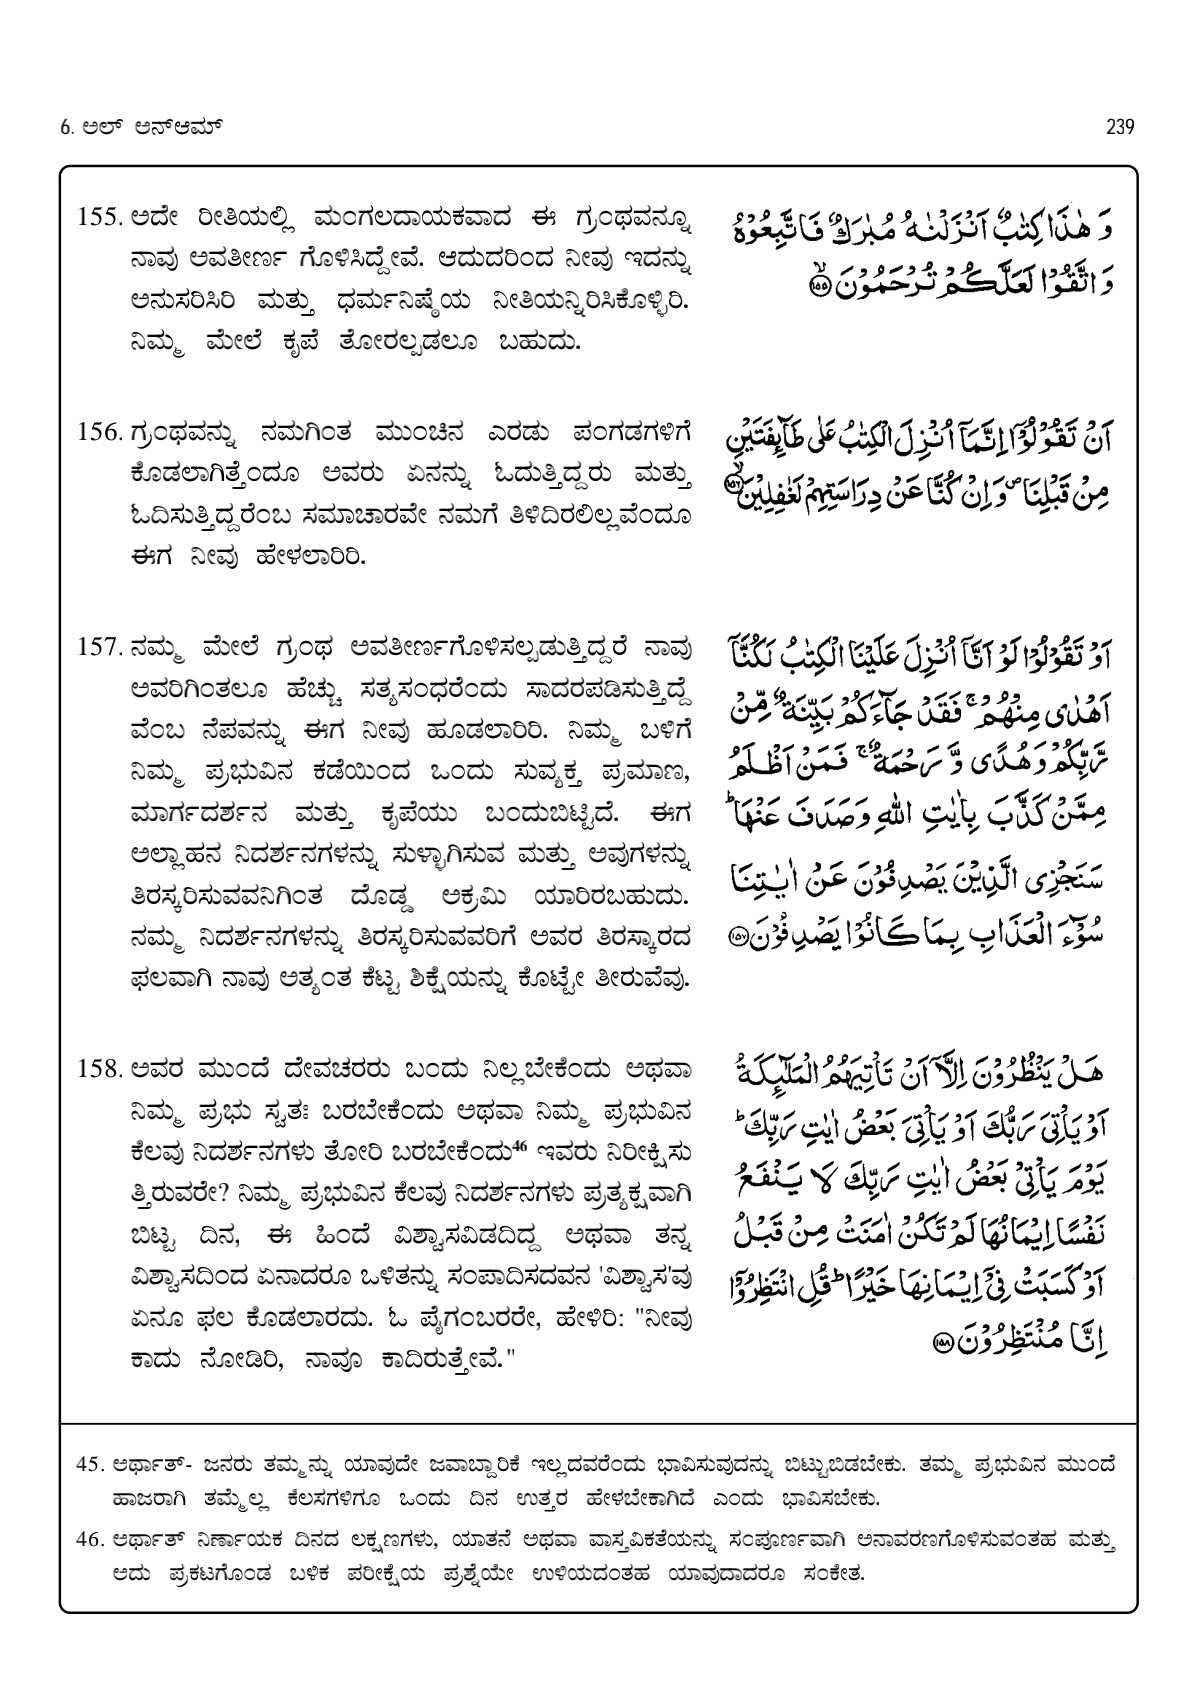 6. ಅಲ್ ಅನ್‌ಆಮ್
239
155. ಅದೇ ರೀತಿಯಲ್ಲಿ ಮಂಗಲದಾಯಕವಾದ ಈ ಗ್ರಂಥವನ್ನೂ
ನಾವು ಅವತೀರ್ಣ ಗೊಳಿಸಿದ್ದೇವೆ. ಆದುದರಿಂದ ನೀವು ಇದನ್ನು
ಅನುಸರಿಸಿರಿ ಮತ್ತು ಧರ್ಮನಿಷ್ಠೆಯ ನೀತಿಯನ್ನಿರಿಸಿಕೊಳ್ಳಿರಿ.
ನಿಮ್ಮ ಮೇಲೆ ಕೃಪೆ ತೋರಲ್ಪಡಲೂ ಬಹುದು.
وَ هٰذَا كِتٰبٌ اَنْزَلْنٰهُ مُبٰرَكٌ فَاتَّبِعُوْهُ
وَ اتَّقُوْا لَعَلَّكُمْ تُرْحَمُوْنَ ۙ﴿١٥٥﴾
156. ಗ್ರಂಥವನ್ನು ನಮಗಿಂತ ಮುಂಚಿನ ಎರಡು ಪಂಗಡಗಳಿಗೆ
ಕೊಡಲಾಗಿತ್ತೆಂದೂ ಅವರು ಏನನ್ನು ಓದುತ್ತಿದ್ದರು ಮತ್ತು
ಓದಿಸುತ್ತಿದ್ದರೆಂಬ ಸಮಾಚಾರವೇ ನಮಗೆ ತಿಳಿದಿರಲಿಲ್ಲವೆಂದೂ
ಈಗ ನೀವು ಹೇಳಲಾರಿರಿ.
اَنْ تَقُوْلُوْۤا اِنَّمَاۤ اُنْزِلَ الْكِتٰبُ عَلٰى طَآىِٕفَتَيْنِ
مِنْ قَبْلِنَا ۪ وَ اِنْ كُنَّا عَنْ دِرَاسَتِهِمْ لَغٰفِلِيْنَ ۙ﴿١٥٦﴾
157. ನಮ್ಮ ಮೇಲೆ ಗ್ರಂಥ ಅವತೀರ್ಣಗೊಳಿಸಲ್ಪಡುತ್ತಿದ್ದರೆ ನಾವು
ಅವರಿಗಿಂತಲೂ ಹೆಚ್ಚು ಸತ್ಯಸಂಧರೆಂದು ಸಾದರಪಡಿಸುತ್ತಿದ್ದೆ
ವೆಂಬ ನೆಪವನ್ನು ಈಗ ನೀವು ಹೂಡಲಾರಿರಿ. ನಿಮ್ಮ ಬಳಿಗೆ
ನಿಮ್ಮ ಪ್ರಭುವಿನ ಕಡೆಯಿಂದ ಒಂದು ಸುವ್ಯಕ್ತ ಪ್ರಮಾಣ,
ಮಾರ್ಗದರ್ಶನ ಮತ್ತು ಕೃಪೆಯು ಬಂದುಬಿಟ್ಟಿದೆ. ಈಗ
ಅಲ್ಲಾಹನ ನಿದರ್ಶನಗಳನ್ನು ಸುಳ್ಳಾಗಿಸುವ ಮತ್ತು ಅವುಗಳನ್ನು
ತಿರಸ್ಕರಿಸುವವನಿಗಿಂತ ದೊಡ್ಡ ಅಕ್ರಮಿ ಯಾರಿರಬಹುದು.
ನಮ್ಮ ನಿದರ್ಶನಗಳನ್ನು ತಿರಸ್ಕರಿಸುವವರಿಗೆ ಅವರ ತಿರಸ್ಕಾರದ
ಫಲವಾಗಿ ನಾವು ಅತ್ಯಂತ ಕೆಟ್ಟ ಶಿಕ್ಷೆಯನ್ನು ಕೊಟ್ಟೇ ತೀರುವೆವು.
اَوْ تَقُوْلُوْا لَوْ اَنَّاۤ اُنْزِلَ عَلَيْنَا الْكِتٰبُ لَكُنَّاۤ
اَهْدٰى مِنْهُمْ ۚ فَقَدْ جَآءَكُمْ بَيِّنَةٌ مِّنْ
رَّبِّكُمْ وَ هُدًى وَّ رَحْمَةٌ ۚ فَمَنْ اَظْلَمُ
مِمَّنْ كَذَّبَ بِاٰيٰتِ اللّٰهِ وَ صَدَفَ عَنْهَا ؕ
سَنَجْزِى الَّذِيْنَ يَصْدِفُوْنَ عَنْ اٰيٰتِنَا
سُوْٓءَ الْعَذَابِ بِمَا كَانُوْا يَصْدِفُوْنَ ﴿١٥٧﴾
158. ಅವರ ಮುಂದೆ ದೇವಚರರು ಬಂದು ನಿಲ್ಲಬೇಕೆಂದು ಅಥವಾ
ನಿಮ್ಮ ಪ್ರಭು ಸ್ವತಃ ಬರಬೇಕೆಂದು ಅಥವಾ ನಿಮ್ಮ ಪ್ರಭುವಿನ
ಕೆಲವು ನಿದರ್ಶನಗಳು ತೋರಿ ಬರಬೇಕೆಂದು⁴⁶ ಇವರು ನಿರೀಕ್ಷಿಸು
ತ್ತಿರುವರೇ? ನಿಮ್ಮ ಪ್ರಭುವಿನ ಕೆಲವು ನಿದರ್ಶನಗಳು ಪ್ರತ್ಯಕ್ಷವಾಗಿ
ಬಿಟ್ಟ ದಿನ, ಈ ಹಿಂದೆ ವಿಶ್ವಾಸವಿಡದಿದ್ದ ಅಥವಾ ತನ್ನ
ವಿಶ್ವಾಸದಿಂದ ಏನಾದರೂ ಒಳಿತನ್ನು ಸಂಪಾದಿಸದವನ 'ವಿಶ್ವಾಸ'ವು
ಏನೂ ಫಲ ಕೊಡಲಾರದು. ಓ ಪೈಗಂಬರರೇ, ಹೇಳಿರಿ: "ನೀವು
ಕಾದು ನೋಡಿರಿ, ನಾವೂ ಕಾದಿರುತ್ತೇವೆ."
هَلْ يَنْظُرُوْنَ اِلَّاۤ اَنْ تَاْتِيَهُمُ الْمَلٰٓىِٕكَةُ
اَوْ يَاْتِيَ رَبُّكَ اَوْ يَاْتِيَ بَعْضُ اٰيٰتِ رَبِّكَ ؕ
يَوْمَ يَاْتِيْ بَعْضُ اٰيٰتِ رَبِّكَ لَا يَنْفَعُ
نَفْسًا اِيْمَانُهَا لَمْ تَكُنْ اٰمَنَتْ مِنْ قَبْلُ
اَوْ كَسَبَتْ فِيْۤ اِيْمَانِهَا خَيْرًا ؕ قُلِ انْتَظِرُوْۤا
اِنَّا مُنْتَظِرُوْنَ ﴿١٥٨﴾
45. ಅರ್ಥಾತ್- ಜನರು ತಮ್ಮನ್ನು ಯಾವುದೇ ಜವಾಬ್ದಾರಿಕೆ ಇಲ್ಲದವರೆಂದು ಭಾವಿಸುವುದನ್ನು ಬಿಟ್ಟುಬಿಡಬೇಕು. ತಮ್ಮ ಪ್ರಭುವಿನ ಮುಂದೆ
ಹಾಜರಾಗಿ ತಮ್ಮೆಲ್ಲ ಕೆಲಸಗಳಿಗೂ ಒಂದು ದಿನ ಉತ್ತರ ಹೇಳಬೇಕಾಗಿದೆ ಎಂದು ಭಾವಿಸಬೇಕು.
46. ಅರ್ಥಾತ್ ನಿರ್ಣಾಯಕ ದಿನದ ಲಕ್ಷಣಗಳು, ಯಾತನೆ ಅಥವಾ ವಾಸ್ತವಿಕತೆಯನ್ನು ಸಂಪೂರ್ಣವಾಗಿ ಅನಾವರಣಗೊಳಿಸುವಂತಹ ಮತ್ತು
ಅದು ಪ್ರಕಟಗೊಂಡ ಬಳಿಕ ಪರೀಕ್ಷೆಯ ಪ್ರಶ್ನೆಯೇ ಉಳಿಯದಂತಹ ಯಾವುದಾದರೂ ಸಂಕೇತ.